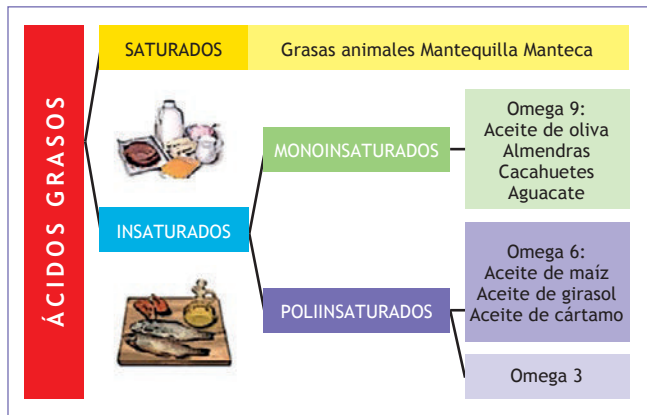 ÁCIDOS GRASOS
SATURADOS
Grasas animales Mantequilla Manteca
INSATURADOS
MONOINSATURADOS
Omega 9:
Aceite de oliva
Almendras
Cacahuetes
Aguacate
POLIINSATURADOS
Omega 6:
Aceite de maíz
Aceite de girasol
Aceite de cártamo
Omega 3